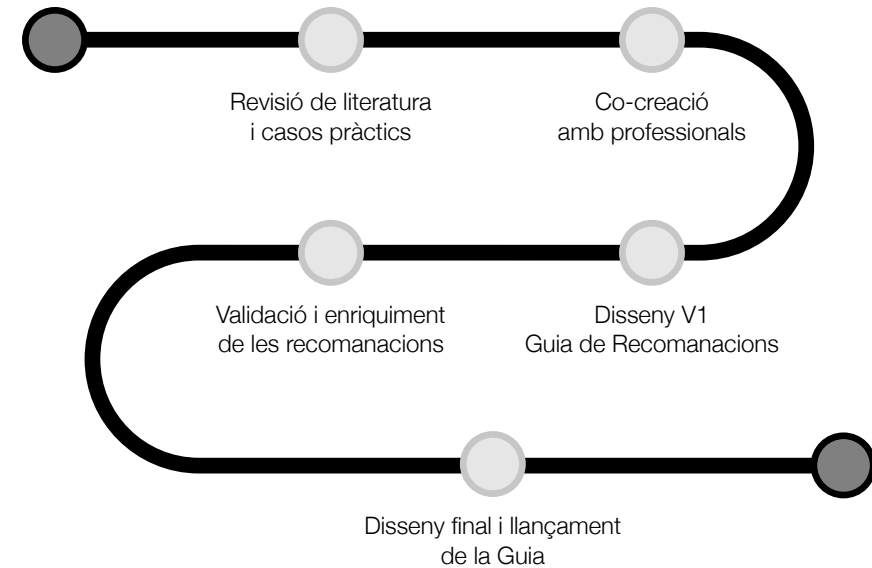 Revisió de literatura
i casos pràctics
Co-creació
amb professionals
Validació i enriquiment
de les recomanacions
Disseny V1
Guia de Recomanacions
Disseny final i llançament
de la Guia